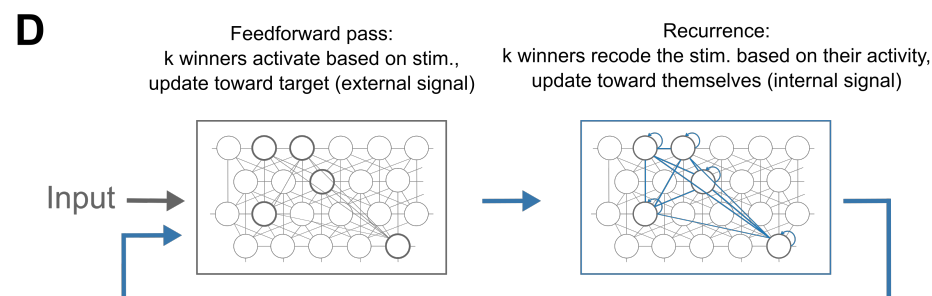 D
Feedforward pass:
k winners activate based on stim.,
update toward target (external signal)
Recurrence:
k winners recode the stim. based on their activity,
update toward themselves (internal signal)
Input